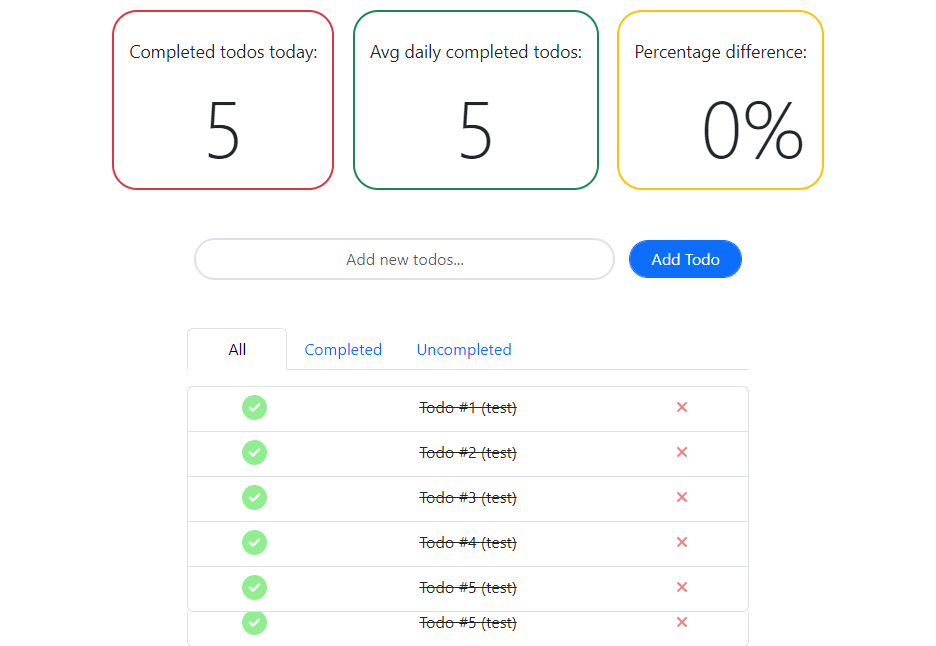 Completed todos today: Avg daily completed todos: Percentage difference:
5 5 0%
Add new todos... Add Todo
All Completed Uncompleted
Todo #1 (test)
Todo #2 (test)
Todo #3 (test)
Todo #4 (test)
Todo #5 (test)
Todo #5 (test)